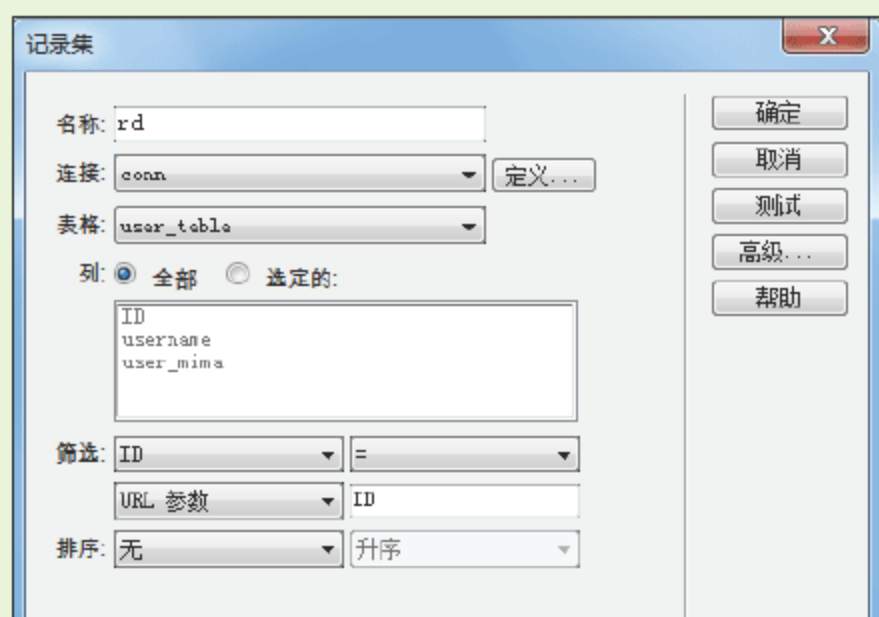 记录集
名称: rd
确定
连接: conn 定义...
取消
表格: user_table
测试
列: 全部 选定的:
高级...
ID
帮助
username
user_mima
筛选: ID =
URL 参数 ID
排序: 无 升序